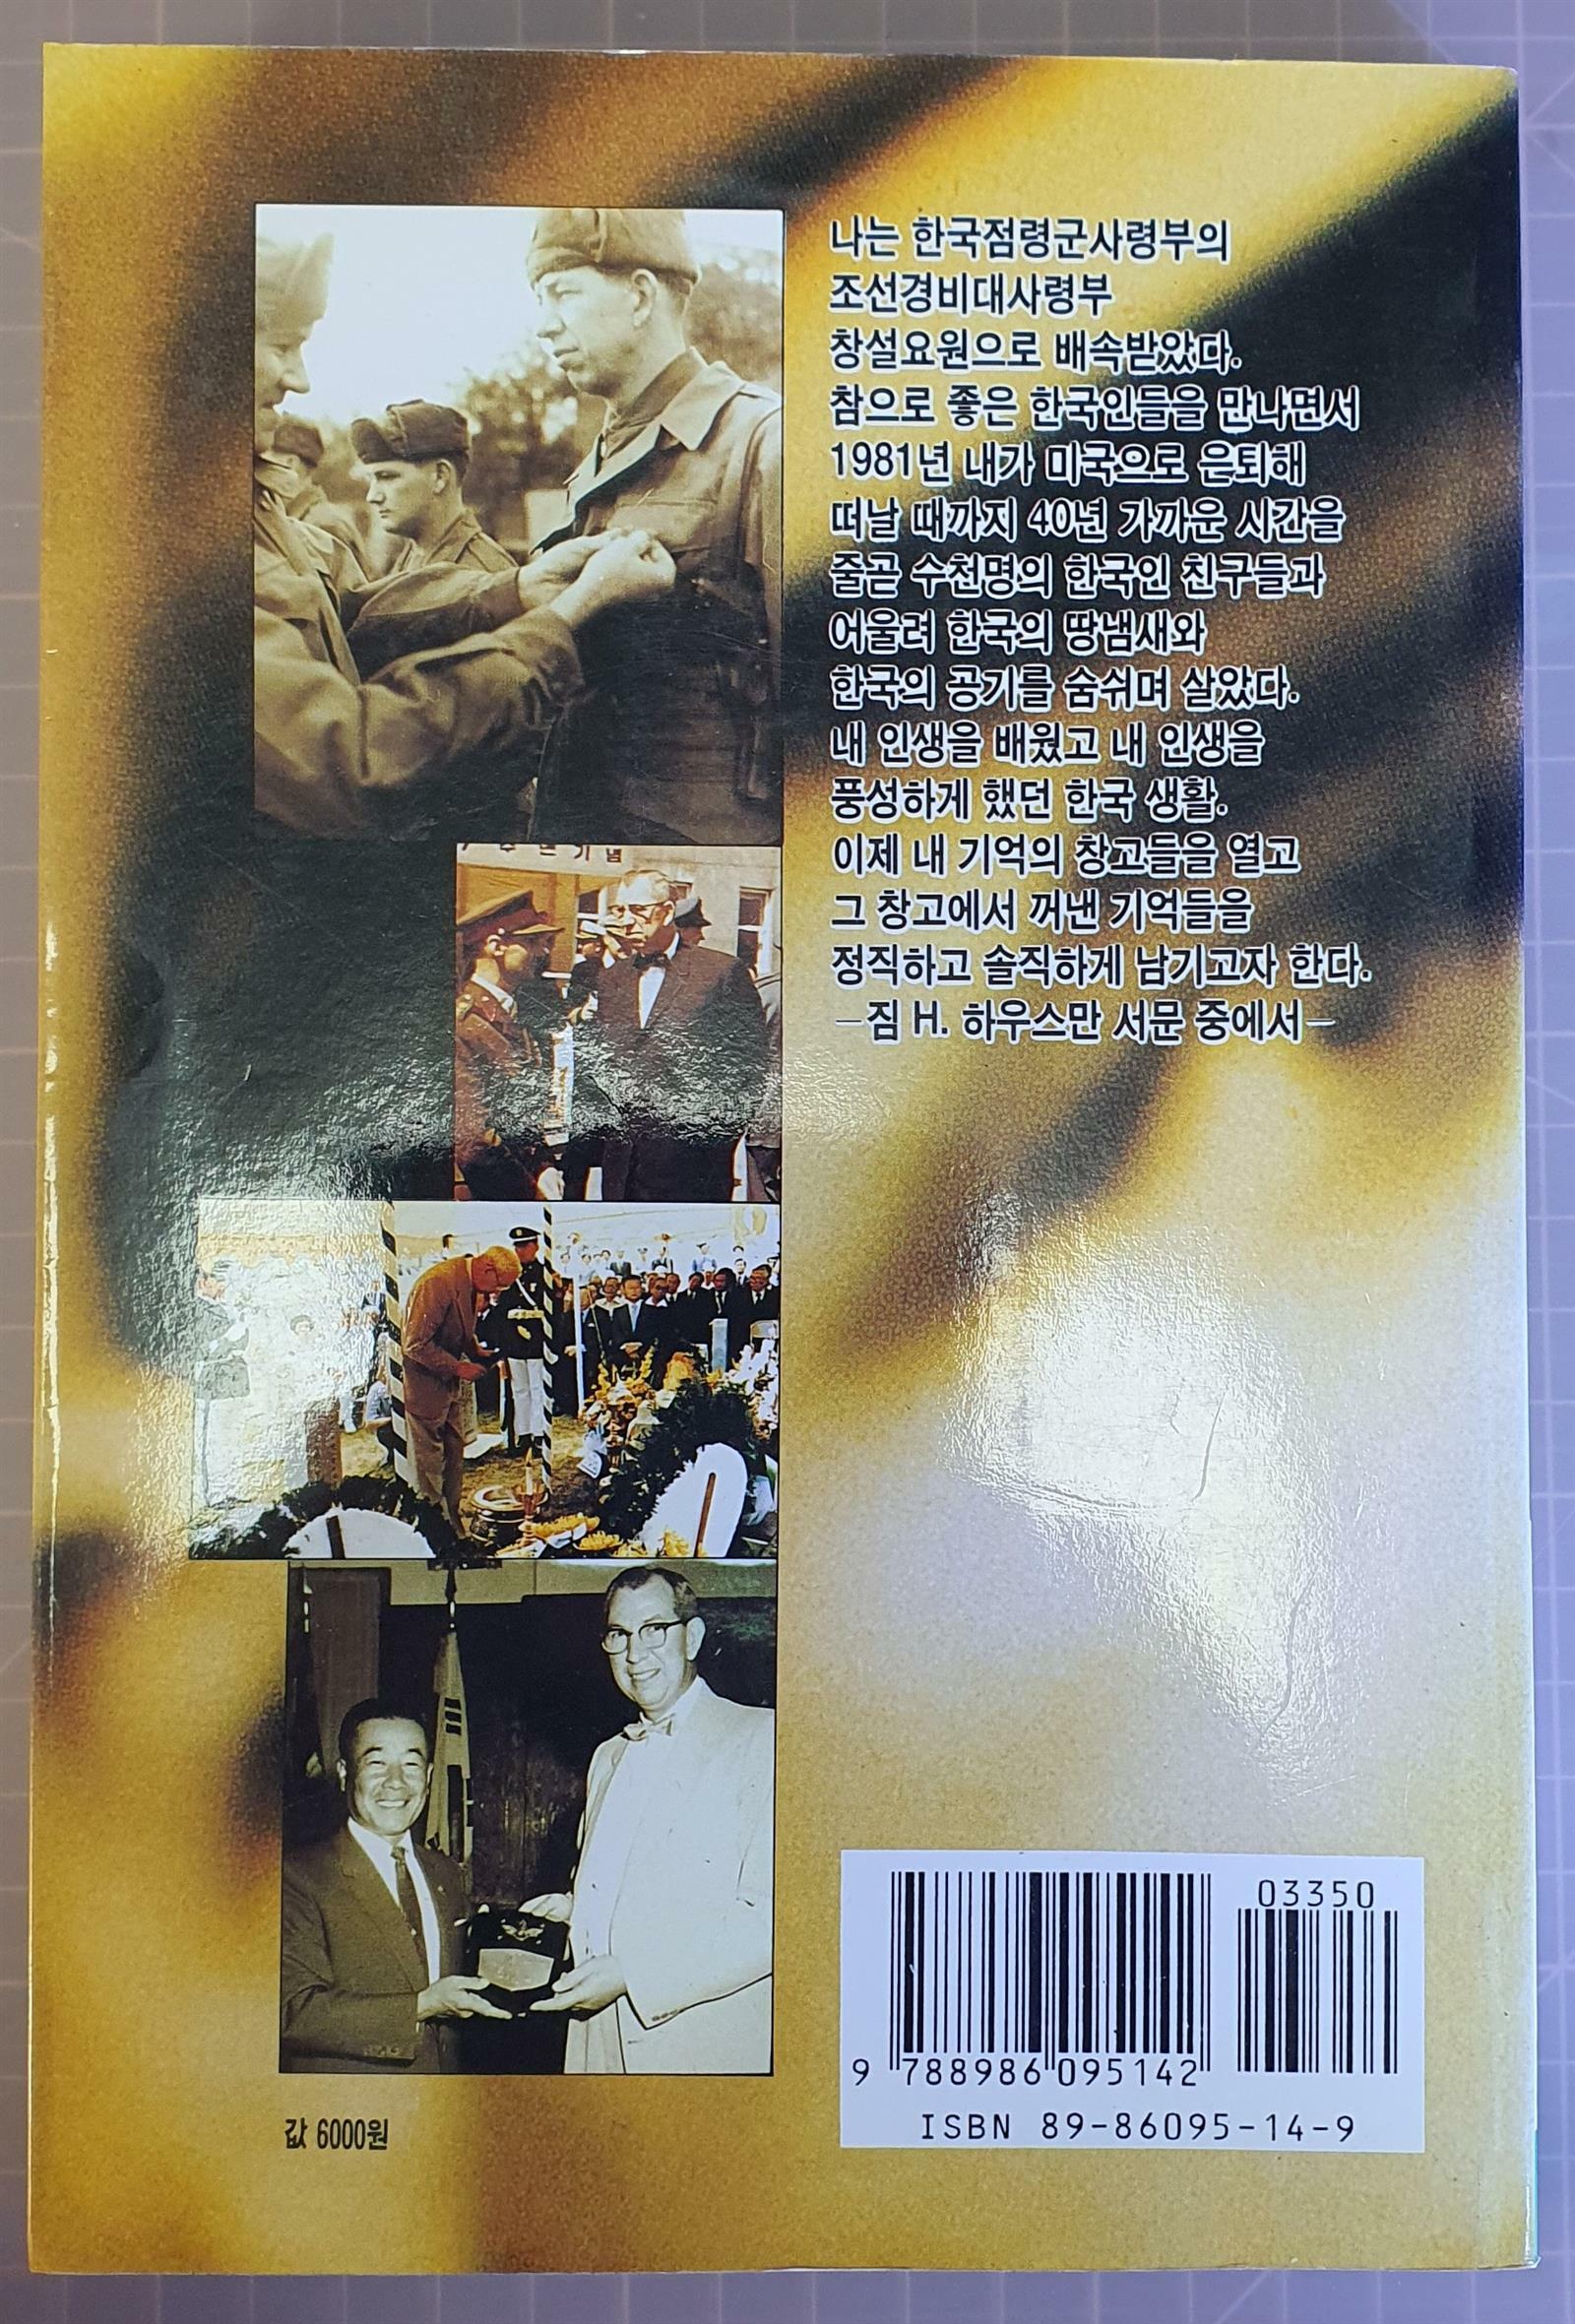 나는 한국점령군사령부의
조선경비대사령부
창설요원으로 배속받았다.
참으로 좋은 한국인들을 만나면서
1981년 내가 미국으로 은퇴해
떠날 때까지 40년 가까운 시간을
줄곧 수천명의 한국인 친구들과
어울려 한국의 땅냄새와
한국의 공기를 숨쉬며 살았다.
내 인생을 배웠고 내 인생을
풍성하게 했던 한국 생활.
이제 내 기억의 창고들을 열고
그 창고에서 꺼낸 기억들을
정직하고 솔직하게 남기고자 한다.
–짐 H. 하우스만 서문 중에서–
주년기념
03350
9 788986 095142
ISBN 89-86095-14-9
값 6000원